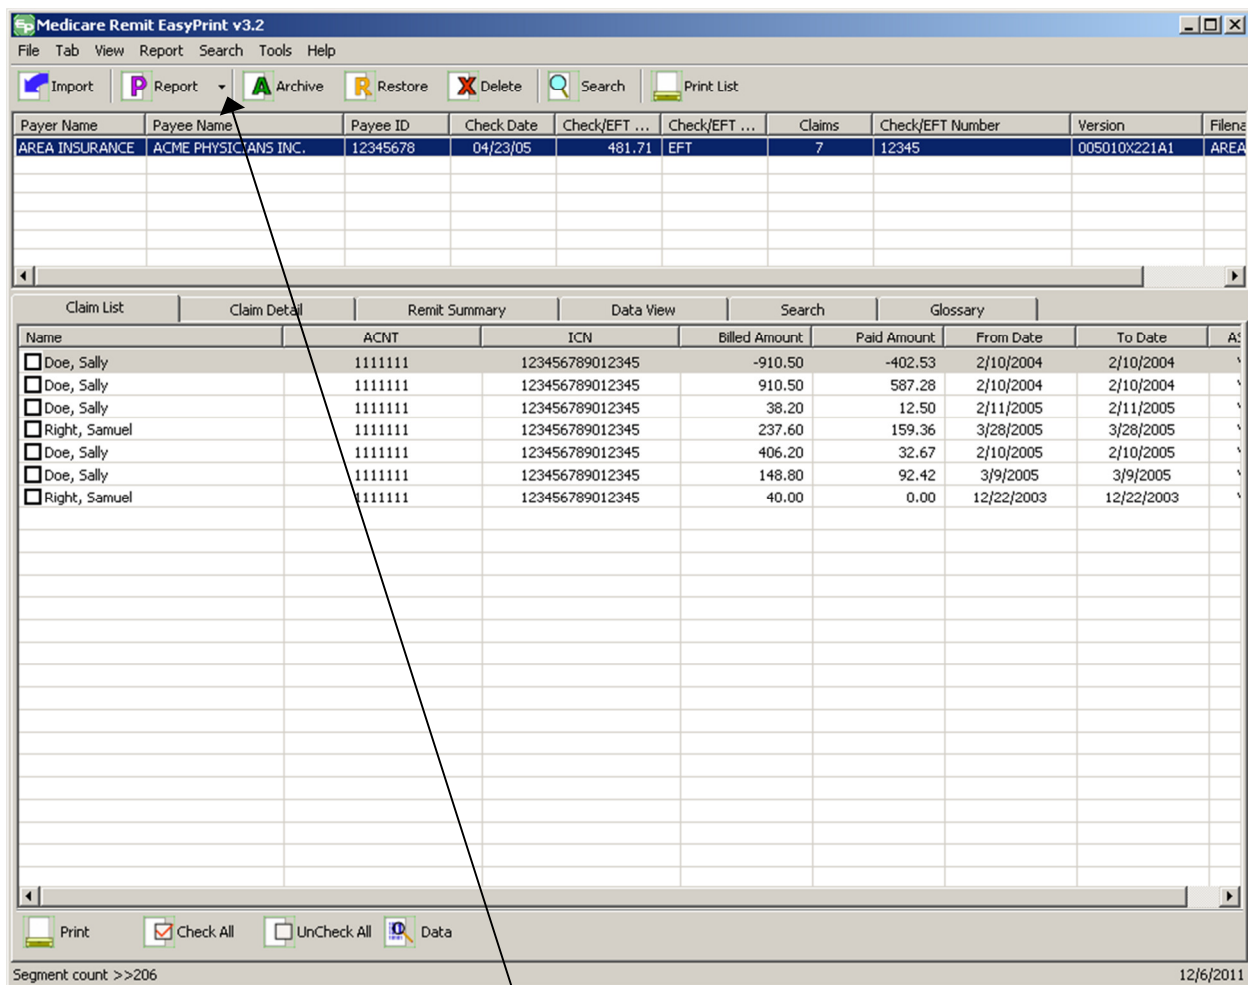 Medicare Remit EasyPrint v3.2
File Tab View Report Search Tools Help
Import P Report A Archive R Restore X Delete Search Print List
Payer Name Payee Name Payee ID Check Date Check/EFT ... Check/EFT ... Claims Check/EFT Number Version Filena
AREA INSURANCE ACME PHYSICIANS INC. 12345678 04/23/05 481.71 EFT 7 12345 005010X221A1 AREA
Claim List Claim Detail Remit Summary Data View Search Glossary
Name ACNT ICN Billed Amount Paid Amount From Date To Date AS
Doe, Sally 1111111 123456789012345 -910.50 -402.53 2/10/2004 2/10/2004
Doe, Sally 1111111 123456789012345 910.50 587.28 2/10/2004 2/10/2004
Doe, Sally 1111111 123456789012345 38.20 12.50 2/11/2005 2/11/2005
Right, Samuel 1111111 123456789012345 237.60 159.36 3/28/2005 3/28/2005
Doe, Sally 1111111 123456789012345 406.20 32.67 2/10/2005 2/10/2005
Doe, Sally 1111111 123456789012345 148.80 92.42 3/9/2005 3/9/2005
Right, Samuel 1111111 123456789012345 40.00 0.00 12/22/2003 12/22/2003
Print Check All UnCheck All Data
Segment count >>206 12/6/2011